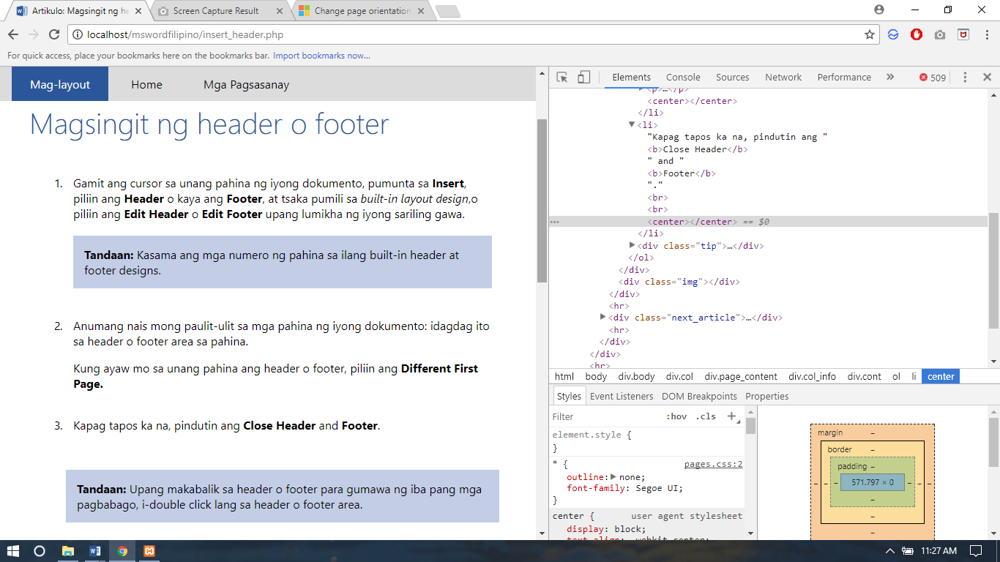 Artikulo: Magsingit ng he
Screen Capture Result
Change page orientation
localhost/mswordfilipino/insert_header.php
For quick access, place your bookmarks here on the bookmarks bar. Import bookmarks now...
Mag-layout
Home
Mga Pagsasanay
Magsingit ng header o footer
1. Gamit ang cursor sa unang pahina ng iyong dokumento, pumunta sa Insert,
piliin ang Header o kaya ang Footer, at tsaka pumili sa built-in layout design,o
piliin ang Edit Header o Edit Footer upang lumikha ng iyong sariling gawa.
Tandaan: Kasama ang mga numero ng pahina sa ilang built-in header at
footer designs.
2. Anumang nais mong paulit-ulit sa mga pahina ng iyong dokumento: idagdag ito
sa header o footer area sa pahina.
Kung ayaw mo sa unang pahina ang header o footer, piliin ang Different First
Page.
3. Kapag tapos ka na, pindutin ang Close Header and Footer.
Tandaan: Upang makabalik sa header o footer para gumawa ng iba pang mga
pagbabago, i-double click lang sa header o footer area.
Elements Console Sources Network Performance » 509
<p>…</p>
<center></center>
</li>
<li>
"Kapag tapos ka na, pindutin ang "
<b>Close Header</b>
" and "
<b>Footer</b>
"."
<br>
<br>
<center></center> == $0
</li>
<div class="tip">…</div>
</ol>
</div>
<div class="img"></div>
</div>
<hr>
<div class="next_article">…</div>
<hr>
</div>
</div>
<hr>
html body div.body div.col div.page_content div.col_info div.cont ol li center
Styles Event Listeners DOM Breakpoints Properties
Filter :hov .cls +
element.style {
}
* { pages.css:2
outline: none;
font-family: Segoe UI;
}
center { user agent stylesheet
display: block;
text-align: -webkit-center;
margin –
border –
padding –
– – – 571.797 × 0 – – –
–
–
–
11:27 AM